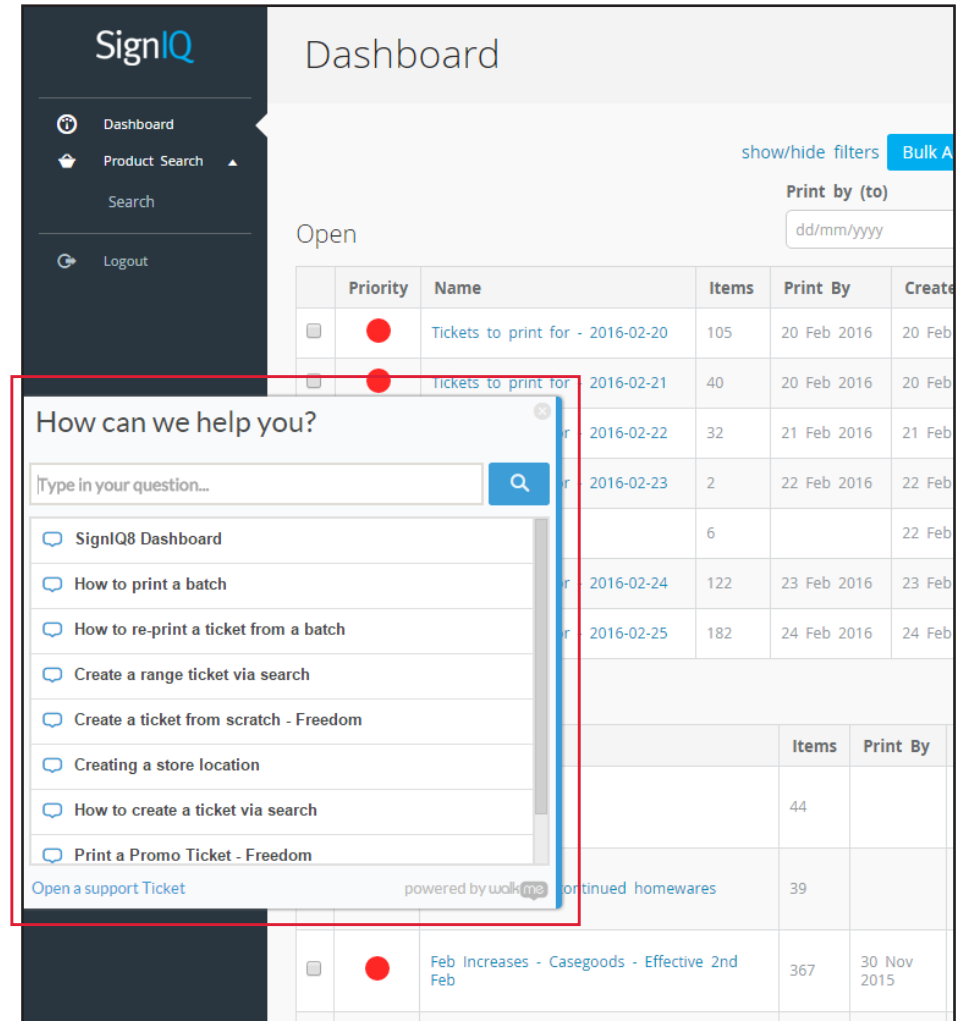 SignIQ
Dashboard
Dashboard
Product Search
Search
Logout
show/hide filters Bulk A
Print by (to)
dd/mm/yyyy
Open
Priority Name Items Print By Create
Tickets to print for - 2016-02-20 105 20 Feb 2016 20 Feb
Tickets to print for - 2016-02-21 40 20 Feb 2016 20 Feb
r - 2016-02-22 32 21 Feb 2016 21 Feb
r - 2016-02-23 2 22 Feb 2016 22 Feb
6 22 Feb
r - 2016-02-24 122 23 Feb 2016 23 Feb
r - 2016-02-25 182 24 Feb 2016 24 Feb
How can we help you?
Type in your question...
SignIQ8 Dashboard
How to print a batch
How to re-print a ticket from a batch
Create a range ticket via search
Create a ticket from scratch - Freedom
Creating a store location
How to create a ticket via search
Print a Promo Ticket - Freedom
Open a support Ticket powered by walkme
Items Print By
44
ontinued homewares 39
Feb Increases - Casegoods - Effective 2nd
Feb
367
30 Nov
2015